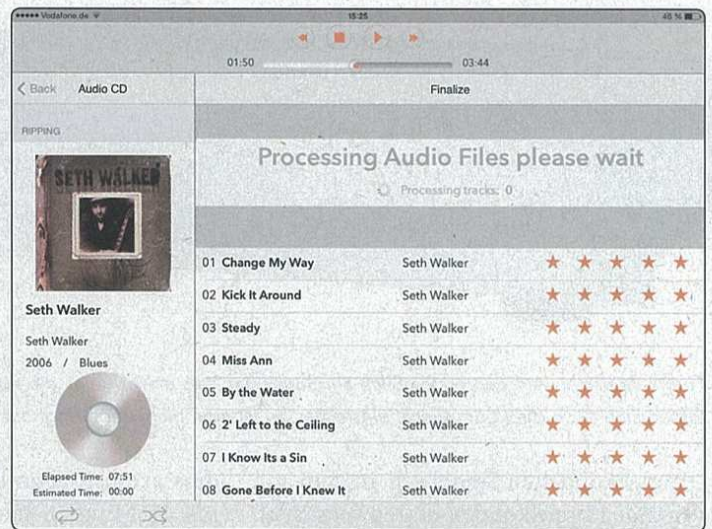 Vodafone.de
15:25
48 %
01:50
03:44
Back
Audio CD
Finalize
RIPPING
Processing Audio Files please wait
Processing tracks: 0
SETH WALKER
Seth Walker
Seth Walker
2006 / Blues
Elapsed Time: 07:51
Estimated Time: 00:00
01 Change My Way Seth Walker
02 Kick It Around Seth Walker
03 Steady Seth Walker
04 Miss Ann Seth Walker
05 By the Water Seth Walker
06 2' Left to the Ceiling Seth Walker
07 I Know Its a Sin Seth Walker
08 Gone Before I Knew It Seth Walker